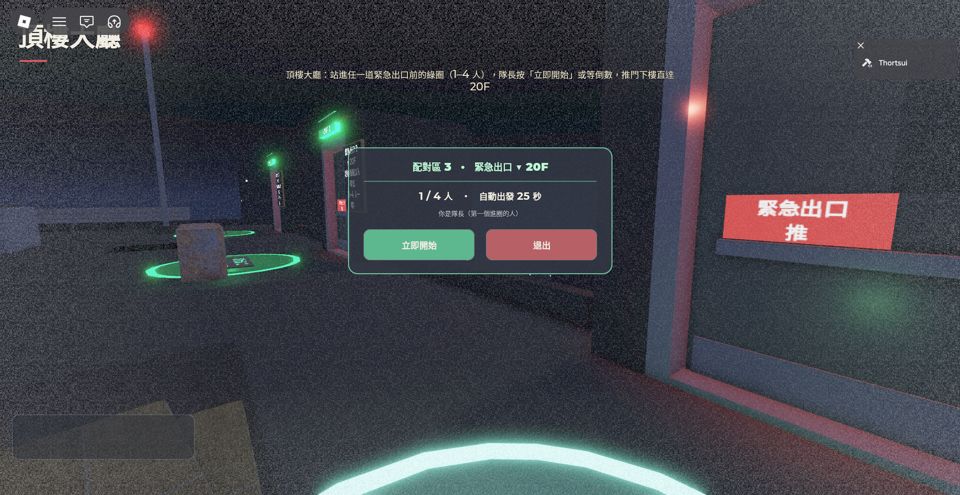 頂樓大廳
Thortsui
頂樓大廳：站進任一道緊急出口前的綠圈（1–4 人），隊長按「立即開始」或等倒數，推門下樓直達
20F
配對區 3 • 緊急出口 ▼ 20F
1 / 4 人 • 自動出發 25 秒
你是隊長（第一個進圈的人）
立即開始
退出
緊急出口
推